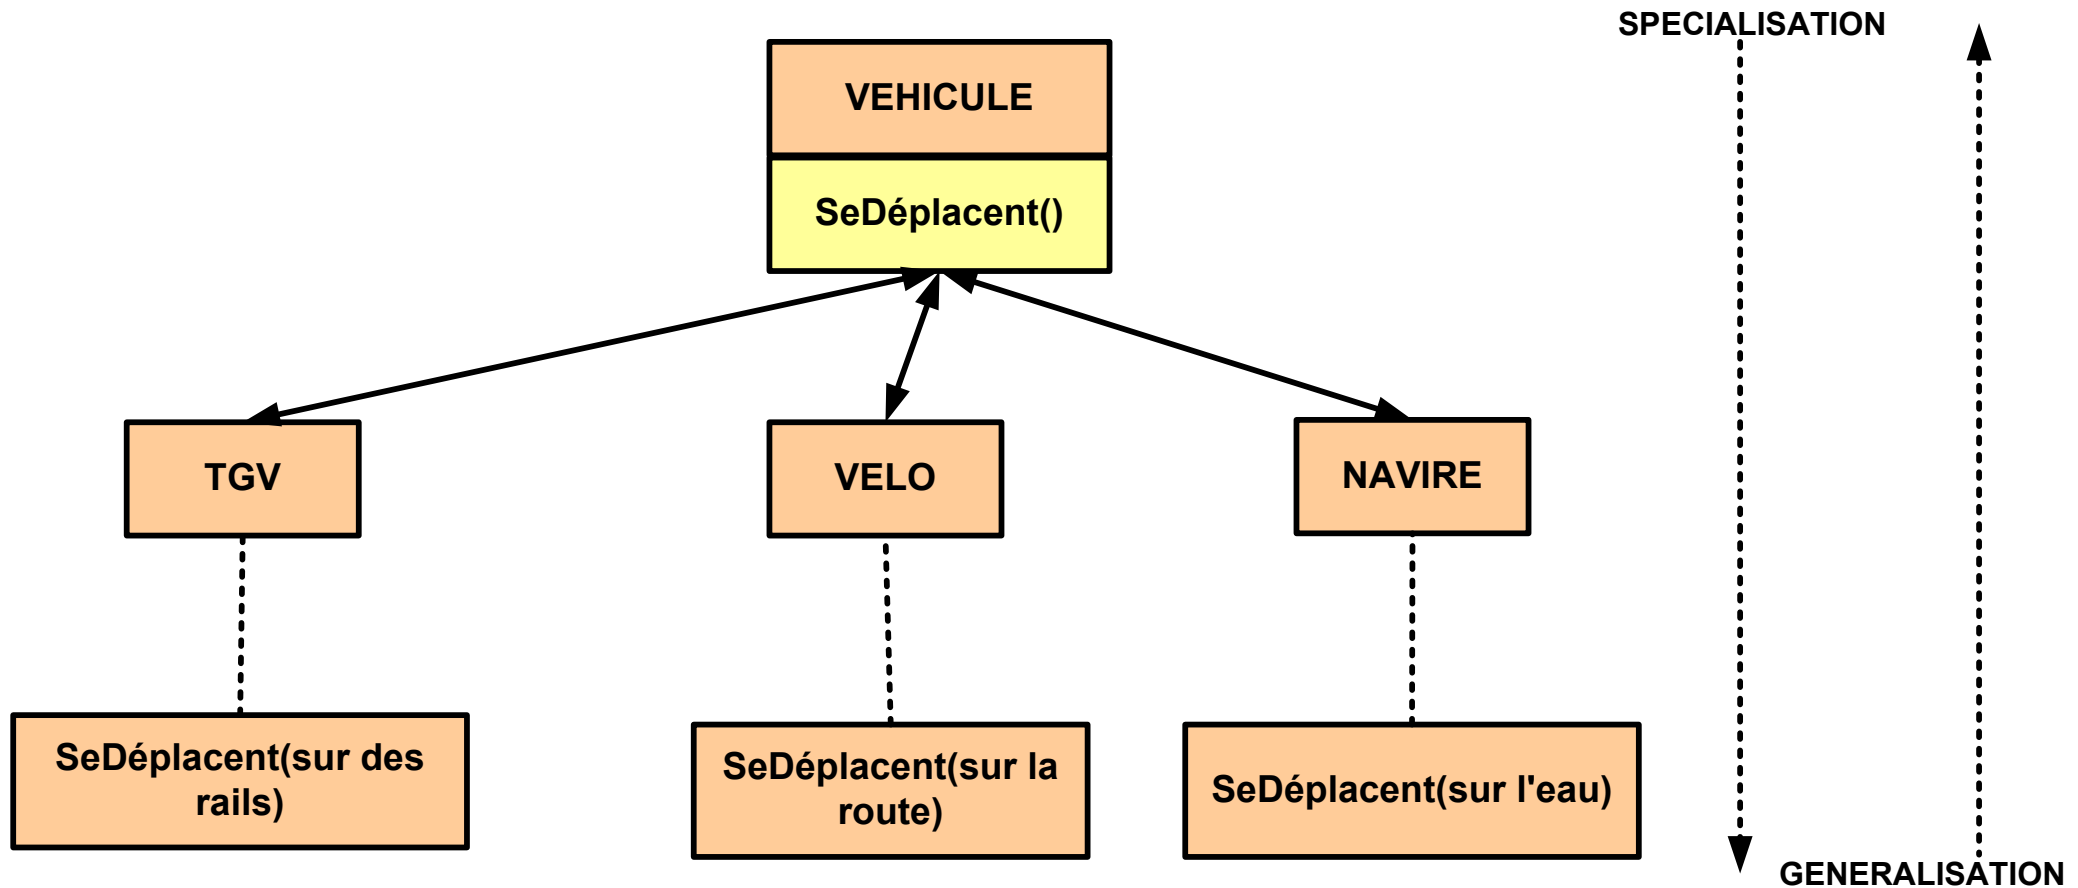 SPECIALISATION
VEHICULE
SeDéplacent()
TGV
VELO
NAVIRE
SeDéplacent(sur des
rails)
SeDéplacent(sur la
route)
SeDéplacent(sur l'eau)
GENERALISATION